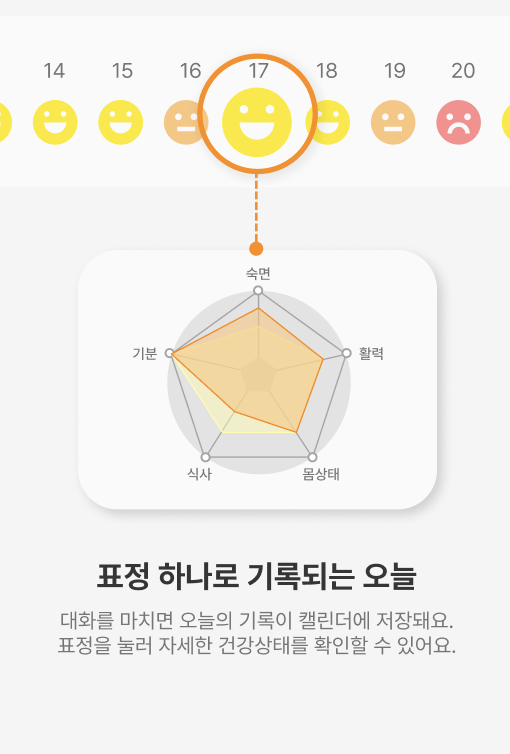 14 15 16 17 18 19 20
숙면
기분 활력
식사 몸상태
표정 하나로 기록되는 오늘
대화를 마치면 오늘의 기록이 캘린더에 저장돼요.
표정을 눌러 자세한 건강상태를 확인할 수 있어요.